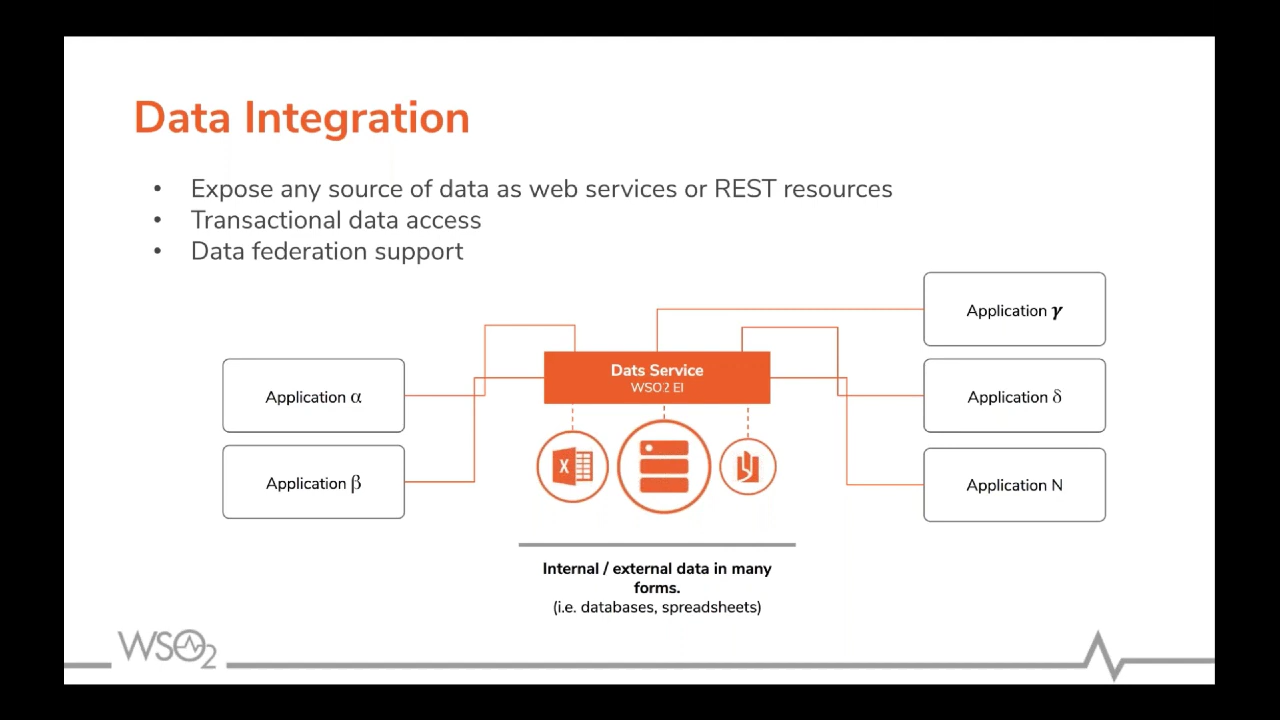 Data Integration
• Expose any source of data as web services or REST resources
• Transactional data access
• Data federation support
Application γ
Dats Service
WSO2 EI
Application α
Application δ
Application β
X
Application N
Internal / external data in many
forms.
(i.e. databases, spreadsheets)
WSO2